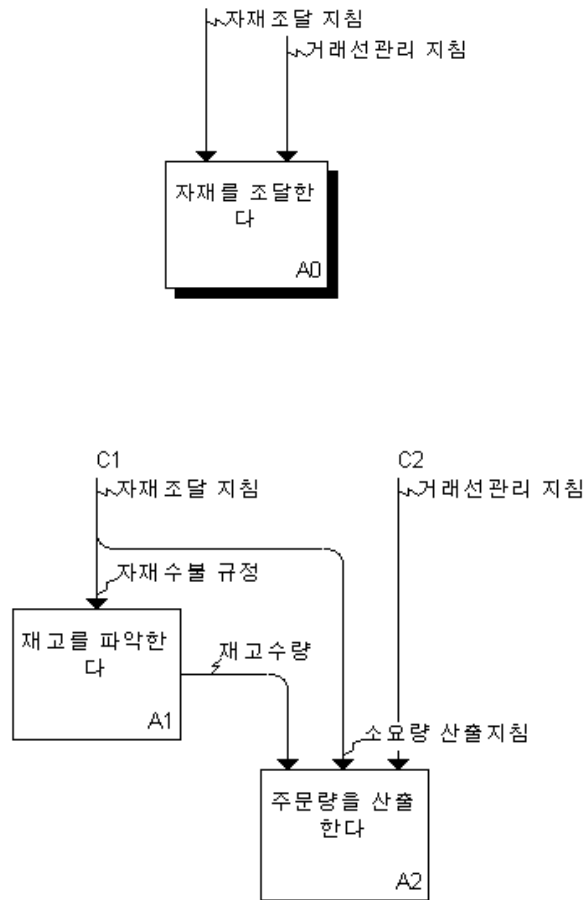 자재조달 지침
거래선관리 지침
자재를 조달한
다
A0
C1
C2
자재조달 지침
거래선관리 지침
자재수불 규정
재고를 파악한
다
A1
재고수량
소요량 산출지침
주문량을 산출
한다
A2